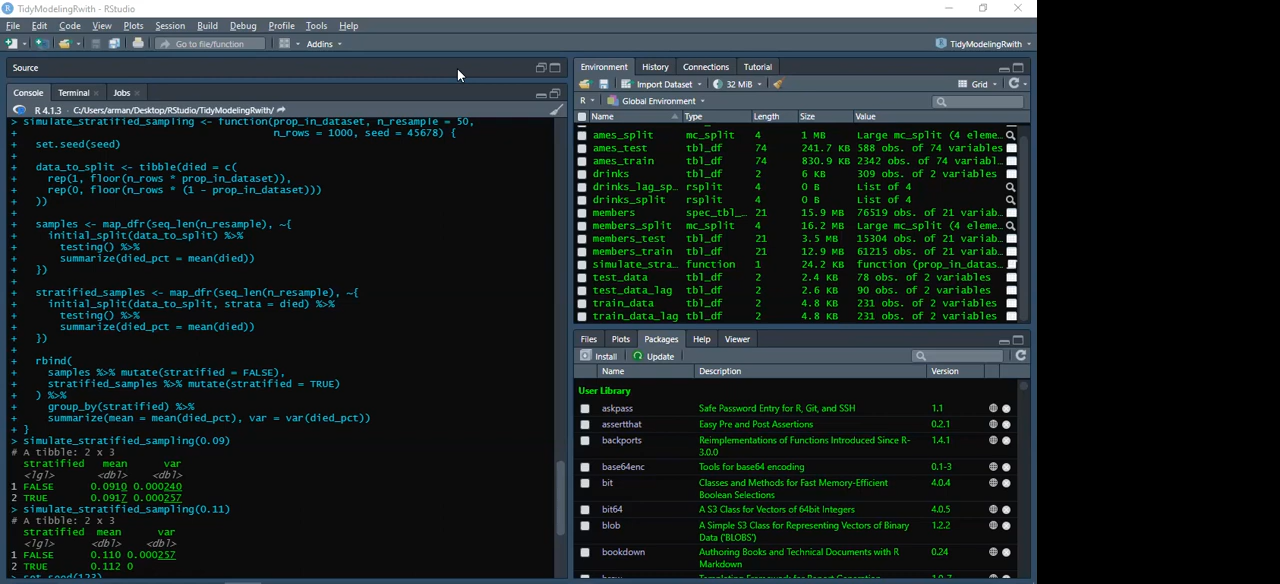 TidyModelingRwith - RStudio
File Edit Code View Plots Session Build Debug Profile Tools Help
Go to file/function Addins TidyModelingRwith
Source
Console Terminal Jobs
R 4.1.3 · C:/Users/arman/Desktop/RStudio/TidyModelingRwith/
> simulate_stratified_sampling <- function(prop_in_dataset, n_resample = 50,
+ n_rows = 1000, seed = 45678) {
+ set.seed(seed)
+
+ data_to_split <- tibble(died = c(
+ rep(1, floor(n_rows * prop_in_dataset)),
+ rep(0, floor(n_rows * (1 - prop_in_dataset)))
+ ))
+
+ samples <- map_dfr(seq_len(n_resample), ~{
+ initial_split(data_to_split) %>%
+ testing() %>%
+ summarize(died_pct = mean(died))
+ })
+
+ stratified_samples <- map_dfr(seq_len(n_resample), ~{
+ initial_split(data_to_split, strata = died) %>%
+ testing() %>%
+ summarize(died_pct = mean(died))
+ })
+
+ rbind(
+ samples %>% mutate(stratified = FALSE),
+ stratified_samples %>% mutate(stratified = TRUE)
+ ) %>%
+ group_by(stratified) %>%
+ summarize(mean = mean(died_pct), var = var(died_pct))
+ }
> simulate_stratified_sampling(0.09)
# A tibble: 2 x 3
stratified mean var
<lgl> <dbl> <dbl>
1 FALSE 0.0910 0.000240
2 TRUE 0.0917 0.000257
> simulate_stratified_sampling(0.11)
# A tibble: 2 x 3
stratified mean var
<lgl> <dbl> <dbl>
1 FALSE 0.110 0.000257
2 TRUE 0.112 0
> set.seed(123)
Environment History Connections Tutorial
Import Dataset 32 MiB Grid
R Global Environment
Name Type Length Size Value
ames_split mc_split 4 1 MB Large mc_split (4 eleme…
ames_test tbl_df 74 241.7 KB 588 obs. of 74 variables
ames_train tbl_df 74 830.9 KB 2342 obs. of 74 variabl…
drinks tbl_df 2 6 KB 309 obs. of 2 variables
drinks_lag_sp… rsplit 4 0 B List of 4
drinks_split rsplit 4 0 B List of 4
members spec_tbl_… 21 15.9 MB 76519 obs. of 21 variab…
members_split mc_split 4 16.2 MB Large mc_split (4 eleme…
members_test tbl_df 21 3.5 MB 15304 obs. of 21 variab…
members_train tbl_df 21 12.9 MB 61215 obs. of 21 variab…
simulate_stra… function 1 24.2 KB function (prop_in_datas…
test_data tbl_df 2 2.4 KB 78 obs. of 2 variables
test_data_lag tbl_df 2 2.6 KB 90 obs. of 2 variables
train_data tbl_df 2 4.8 KB 231 obs. of 2 variables
train_data_lag tbl_df 2 4.8 KB 231 obs. of 2 variables
Files Plots Packages Help Viewer
Install Update
Name Description Version
User Library
askpass Safe Password Entry for R, Git, and SSH 1.1
assertthat Easy Pre and Post Assertions 0.2.1
backports Reimplementations of Functions Introduced Since R- 1.4.1
3.0.0
base64enc Tools for base64 encoding 0.1-3
bit Classes and Methods for Fast Memory-Efficient 4.0.4
Boolean Selections
bit64 A S3 Class for Vectors of 64bit Integers 4.0.5
blob A Simple S3 Class for Representing Vectors of Binary 1.2.2
Data ('BLOBS')
bookdown Authoring Books and Technical Documents with R 0.24
Markdown